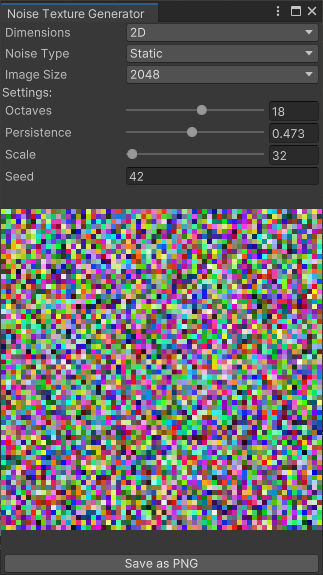 Noise Texture Generator
Dimensions 2D
Noise Type Static
Image Size 2048
Settings:
Octaves 18
Persistence 0.473
Scale 32
Seed 42
Save as PNG